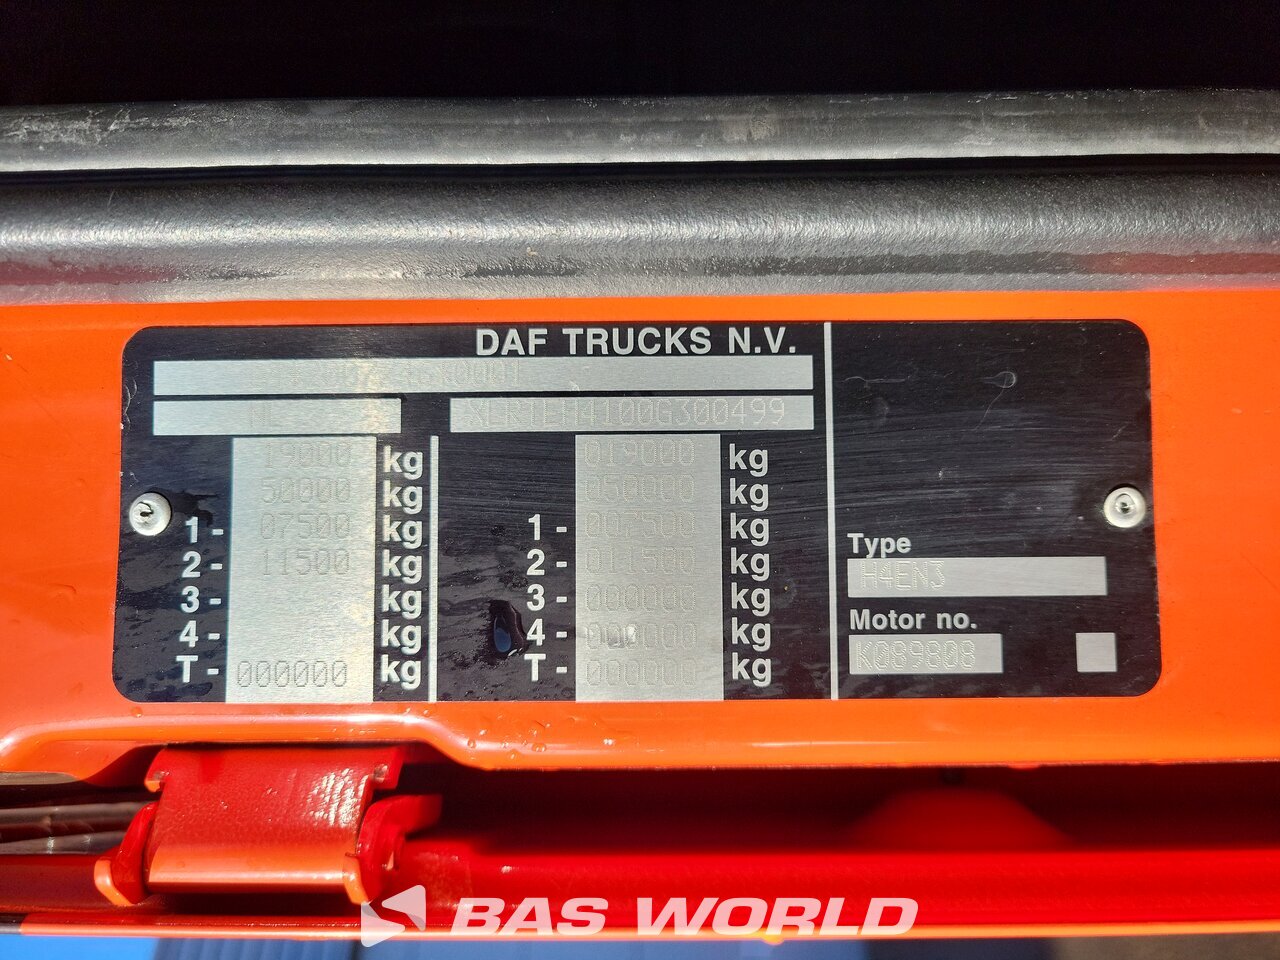 DAF TRUCKS N.V.
NL XLRTEH4100G300499
19000 kg 019000 kg
50000 kg 050000 kg
1- 07500 kg 1- 007500 kg
2- 11500 kg 2- 011500 kg
3- kg 3- 000000 kg
4- kg 4- 000000 kg
T- 000000 kg T- 000000 kg
Type
H4EN3
Motor no.
K089808
BAS WORLD